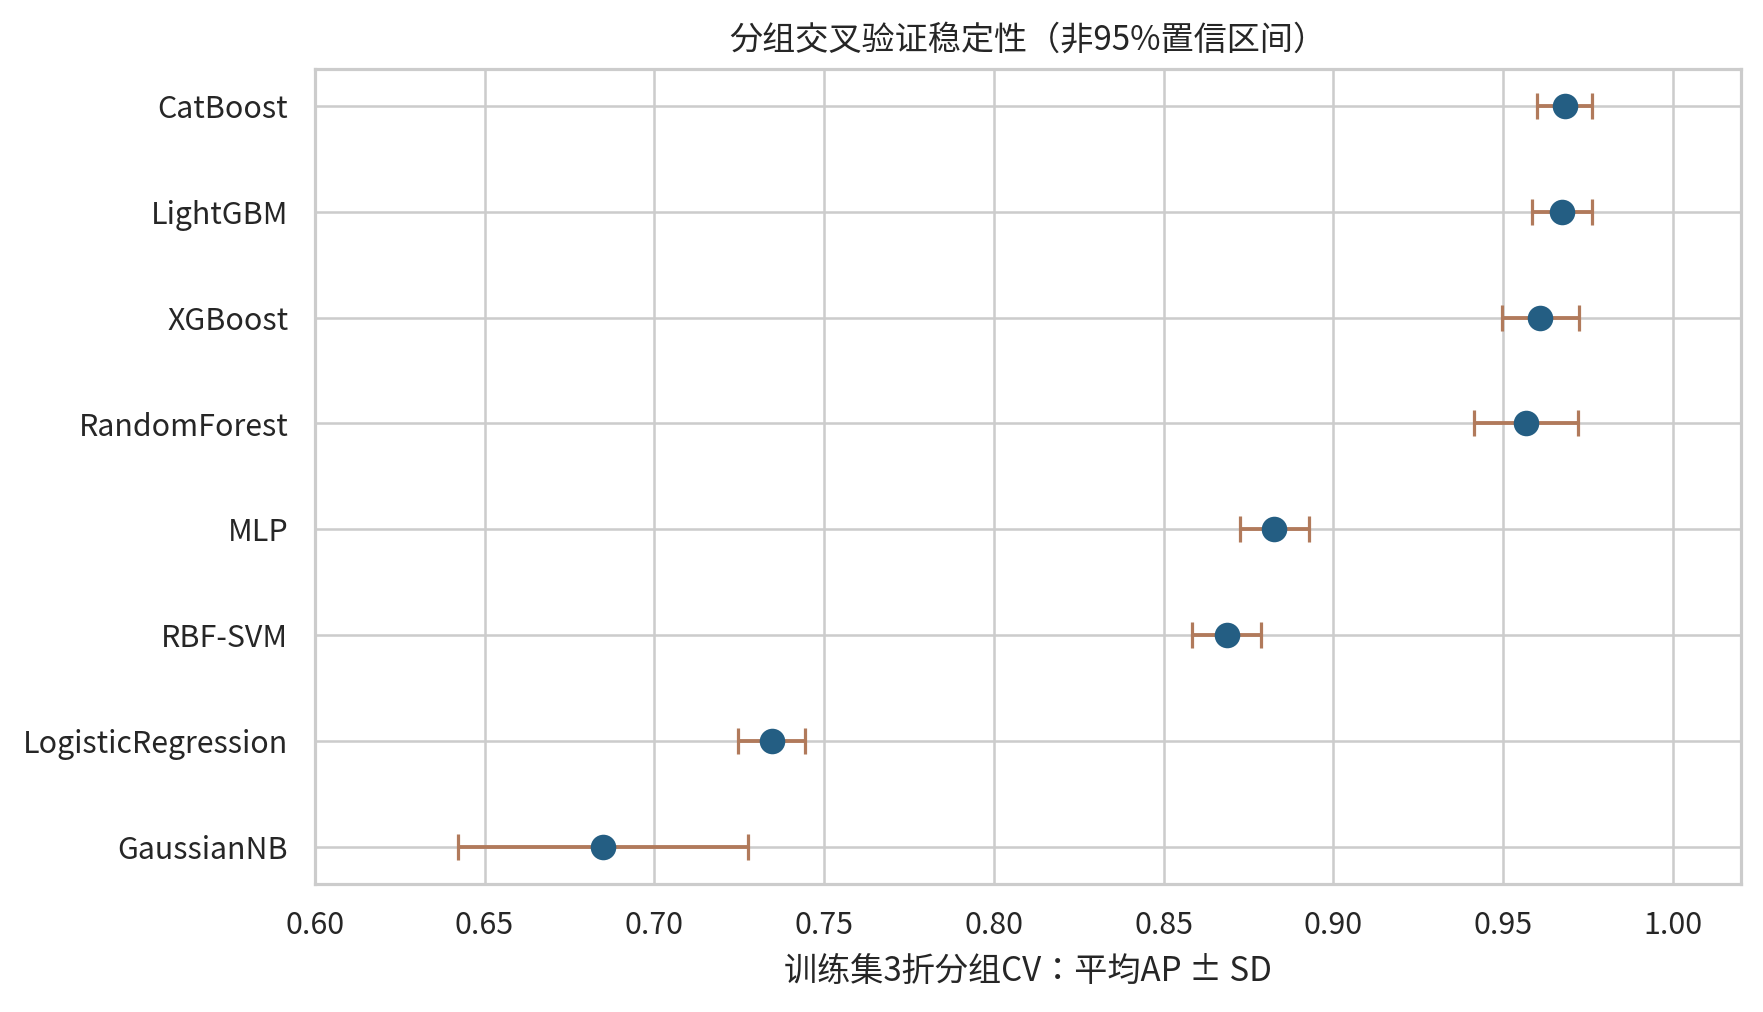 分组交叉验证稳定性（非95%置信区间）
CatBoost
LightGBM
XGBoost
RandomForest
MLP
RBF-SVM
LogisticRegression
GaussianNB
0.60 0.65 0.70 0.75 0.80 0.85 0.90 0.95 1.00
训练集3折分组CV：平均AP ± SD